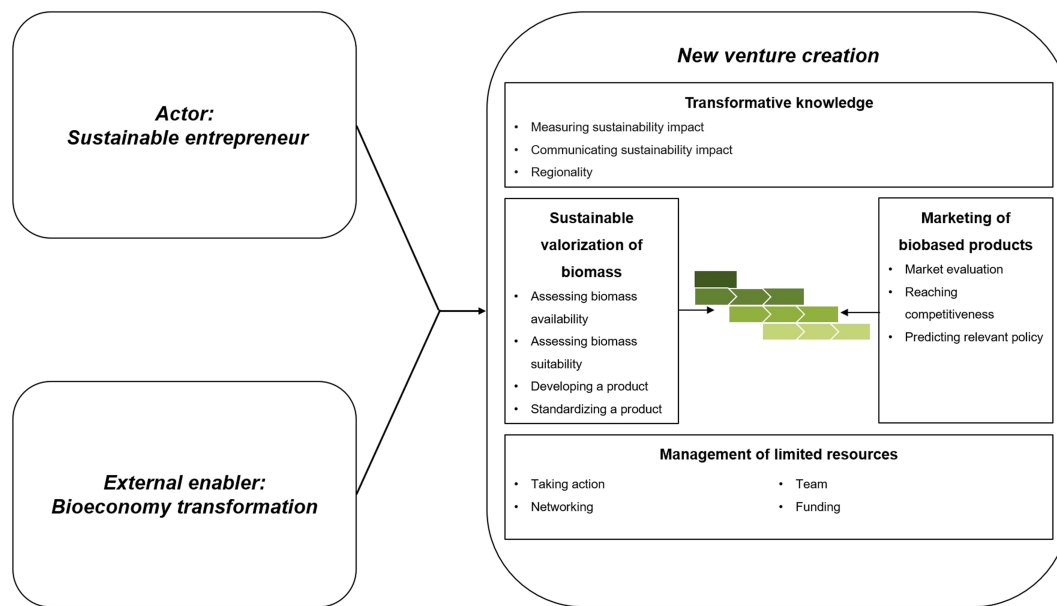 Actor:
Sustainable entrepreneur
External enabler:
Bioeconomy transformation
New venture creation
Transformative knowledge
• Measuring sustainability impact
• Communicating sustainability impact
• Regionality
Sustainable
valorization of
biomass
• Assessing biomass
availability
• Assessing biomass
suitability
• Developing a product
• Standardizing a product
Marketing of
biobased products
• Market evaluation
• Reaching
competitiveness
• Predicting relevant policy
Management of limited resources
• Taking action
• Networking
• Team
• Funding